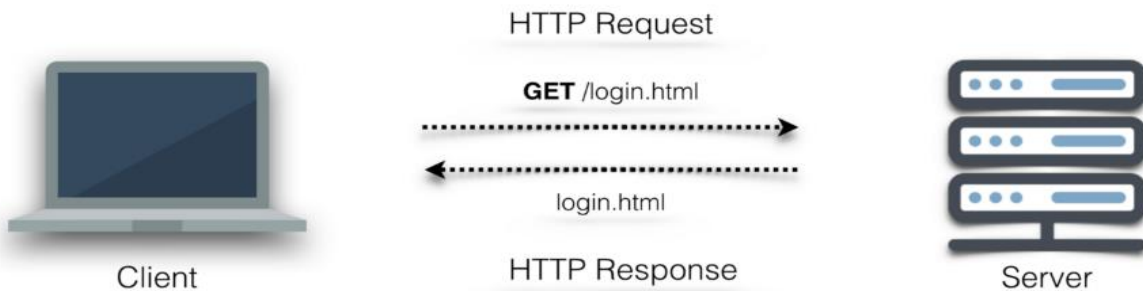 HTTP Request
GET /login.html
login.html
HTTP Response
Client
Server